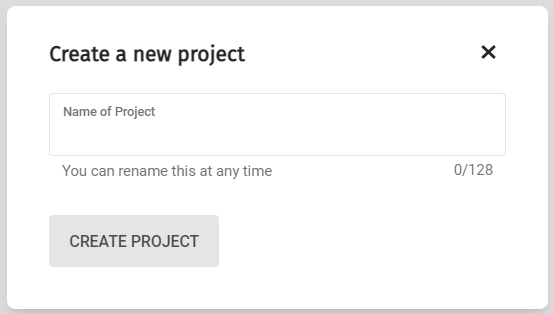 Create a new project
Name of Project
You can rename this at any time
0/128
CREATE PROJECT